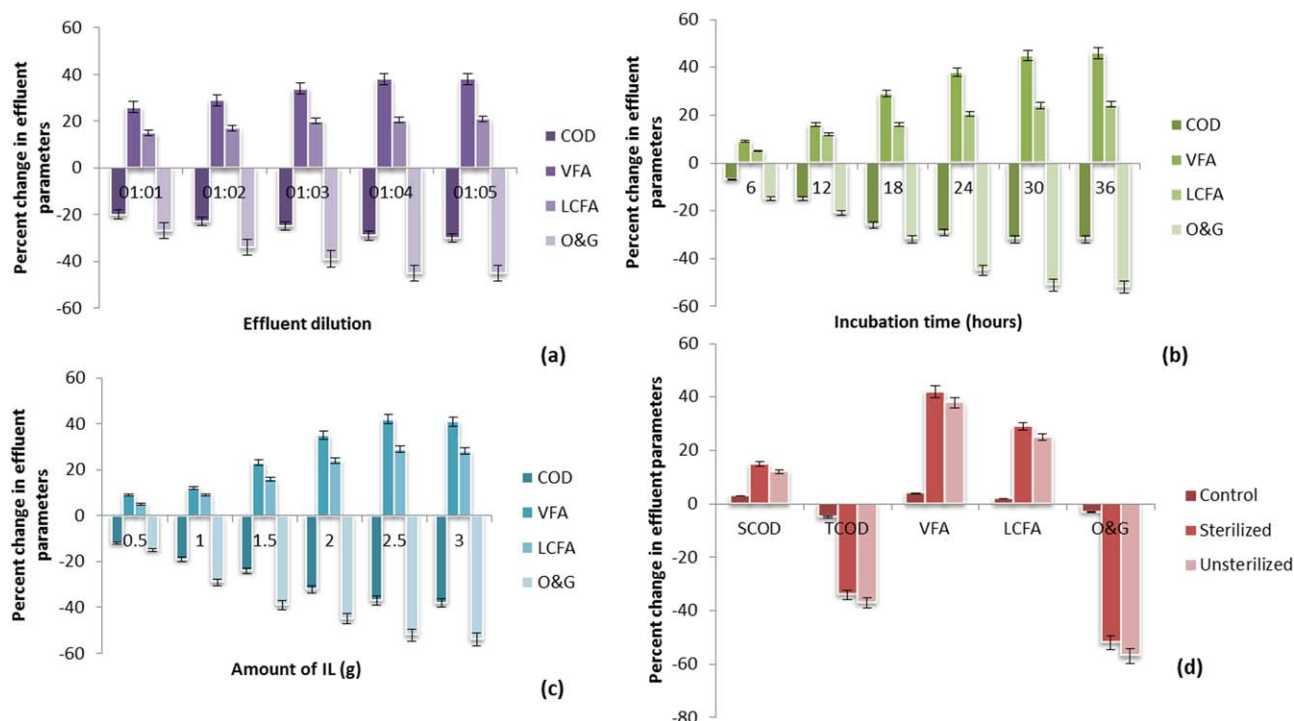 60
40
20
0
-20
-40
-60
Percent change in effluent
parameters
01:01 01:02 01:03 01:04 01:05
Effluent dilution
COD
VFA
LCFA
O&G
(a)
60
40
20
0
-20
-40
-60
Percent change in effluent
parameters
6 12 18 24 30 36
Incubation time (hours)
COD
VFA
LCFA
O&G
(b)
60
40
20
0
-20
-40
-60
Percent change in effluent
parameters
0.5 1 1.5 2 2.5 3
Amount of IL (g)
COD
VFA
LCFA
O&G
(c)
60
40
20
0
-20
-40
-60
-80
Percent change in effluent parameters
SCOD TCOD VFA LCFA O&G
Control
Sterilized
Unsterilized
(d)